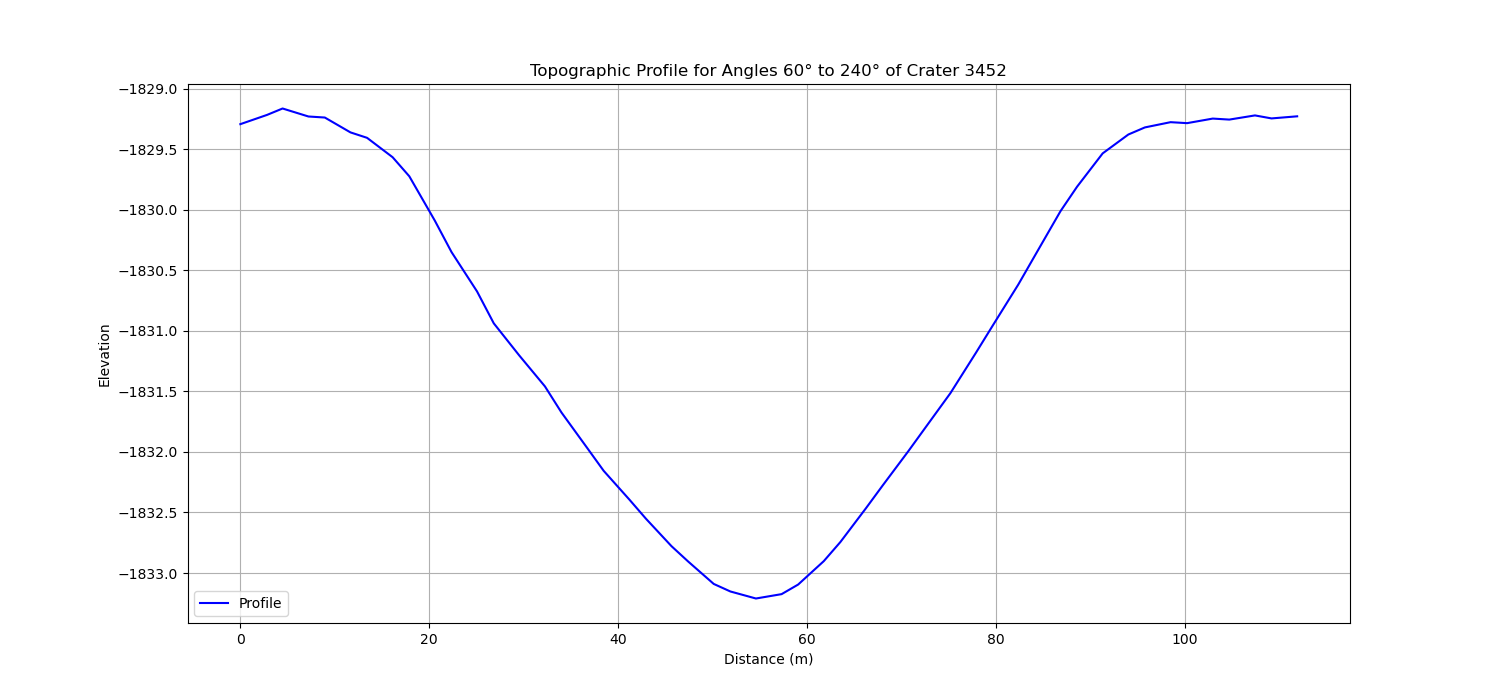 Topographic Profile for Angles 60° to 240° of Crater 3452
−1829.0
−1829.5
−1830.0
−1830.5
−1831.0
−1831.5
−1832.0
−1832.5
−1833.0
Elevation
Profile
0 20 40 60 80 100
Distance (m)